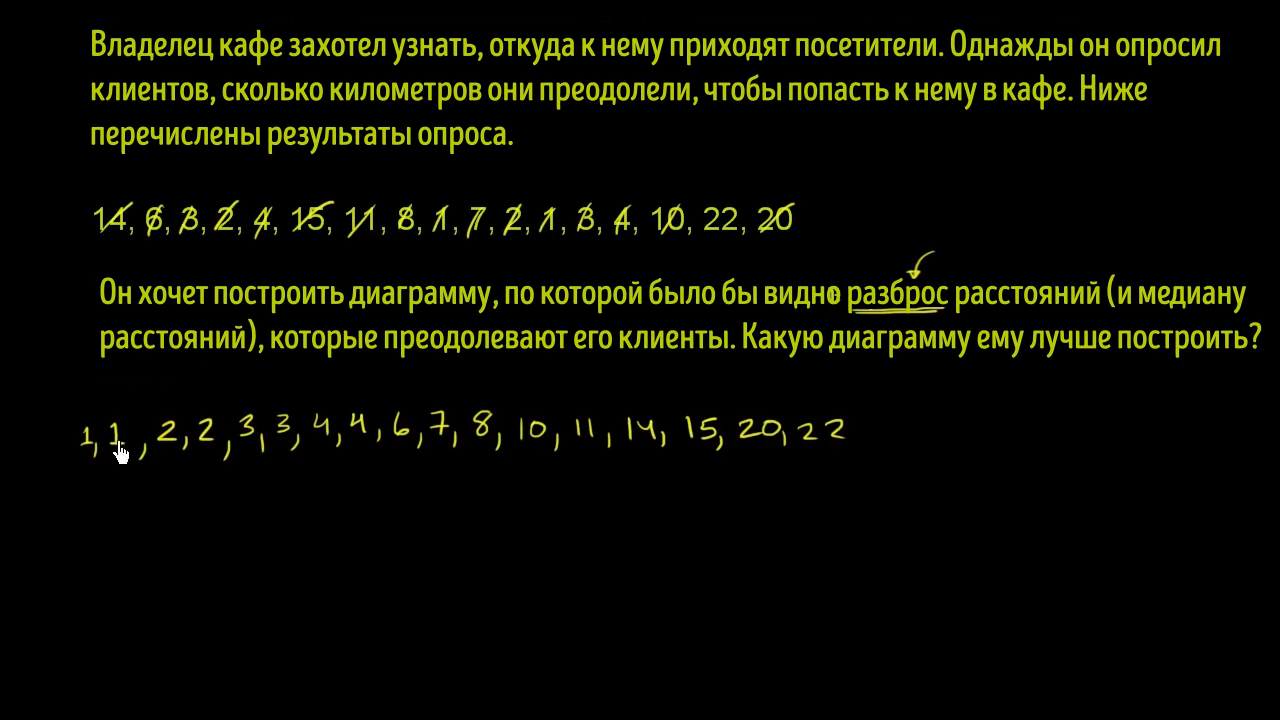 Владелец кафе захотел узнать, откуда к нему приходят посетители. Однажды он опросил
клиентов, сколько километров они преодолели, чтобы попасть к нему в кафе. Ниже
перечислены результаты опроса.
14, 6, 3, 2, 4, 15, 11, 8, 1, 7, 2, 1, 3, 4, 10, 22, 20
Он хочет построить диаграмму, по которой было бы видно разброс расстояний (и медиану
расстояний), которые преодолевают его клиенты. Какую диаграмму ему лучше построить?
1, 1, 2, 2, 3, 3, 4, 4, 6, 7, 8, 10, 11, 14, 15, 20, 22